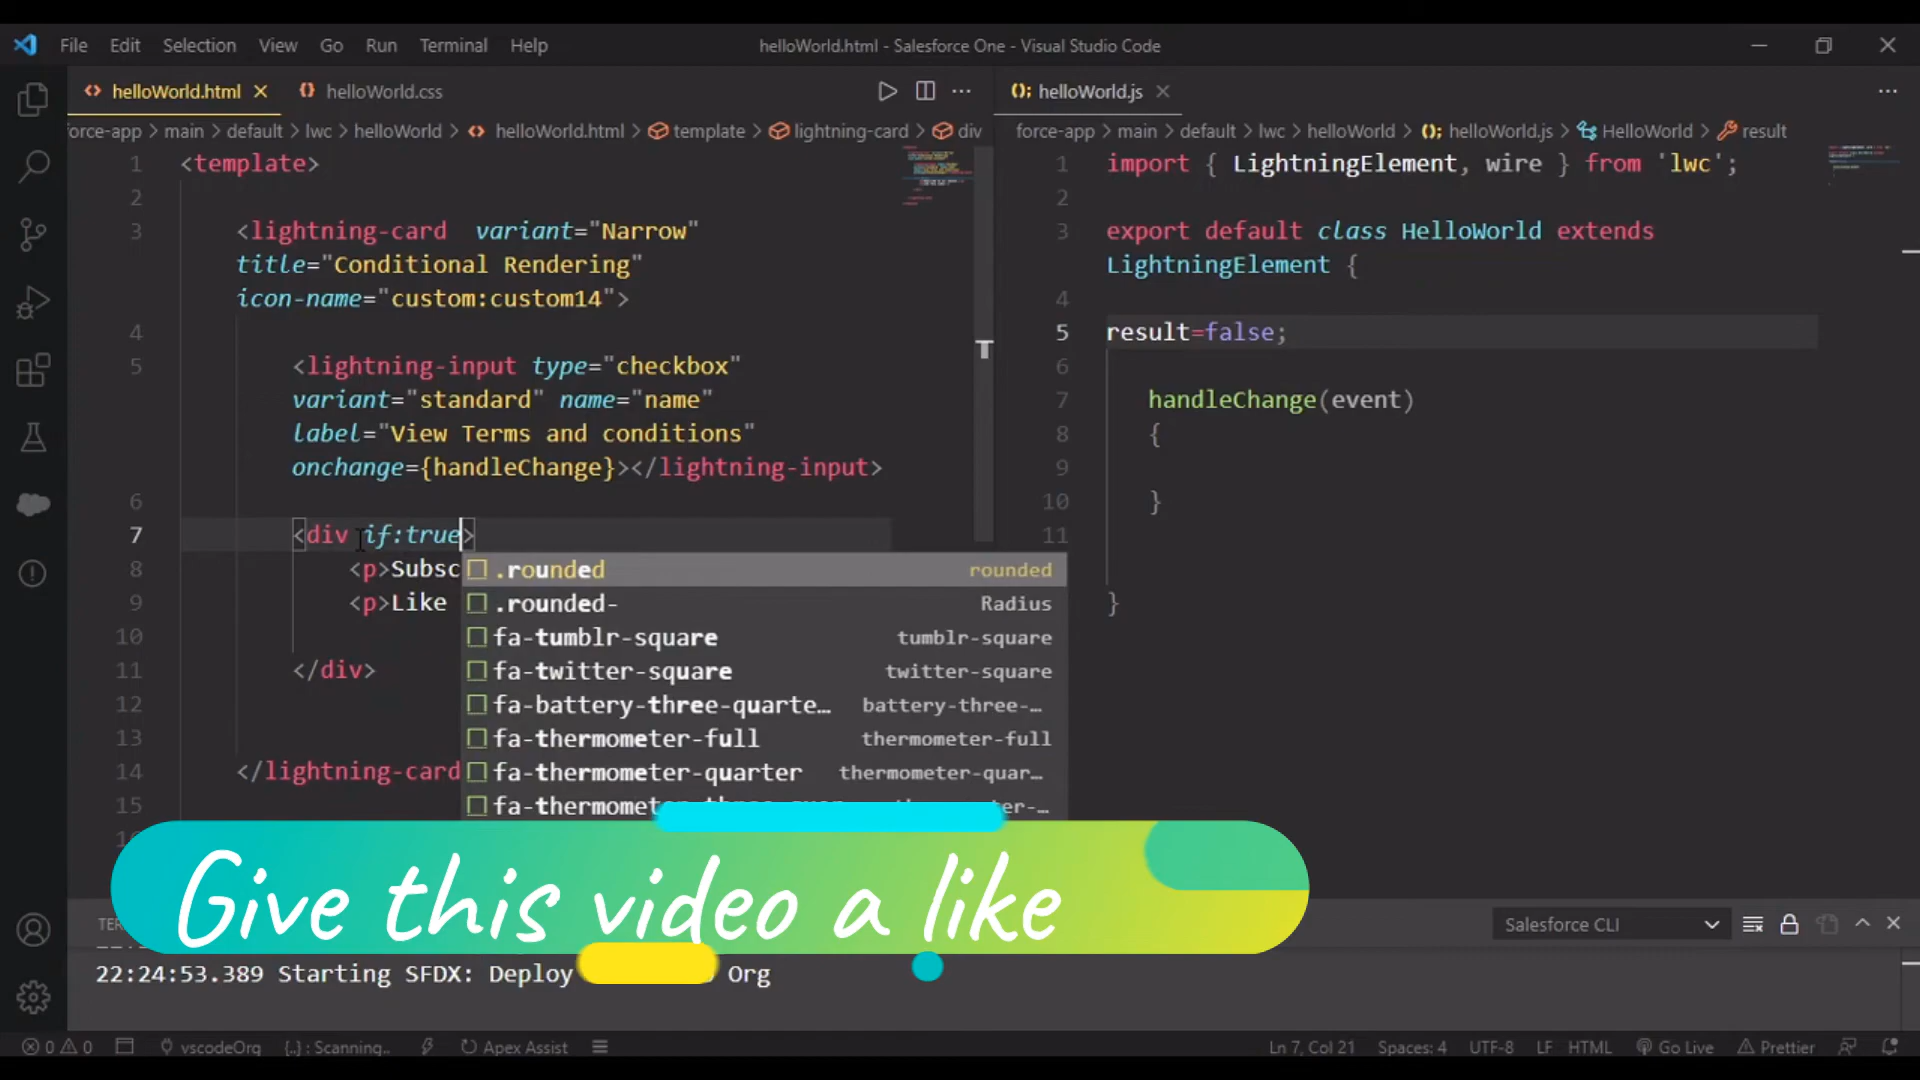 File Edit Selection View Go Run Terminal Help
helloWorld.html - Salesforce One - Visual Studio Code
helloWorld.html
helloWorld.css
force-app > main > default > lwc > helloWorld > helloWorld.html > template > lightning-card > div
1 <template>
2
3 <lightning-card variant="Narrow"
title="Conditional Rendering"
icon-name="custom:custom14">
4
5 <lightning-input type="checkbox"
variant="standard" name="name"
label="View Terms and conditions"
onchange={handleChange}></lightning-input>
6
7 <div if:true>
8 <p>Subsc
9 <p>Like
10
11 </div>
12
13
14 </lightning-card
15
.rounded rounded
.rounded- Radius
fa-tumblr-square tumblr-square
fa-twitter-square twitter-square
fa-battery-three-quarte… battery-three-…
fa-thermometer-full thermometer-full
fa-thermometer-quarter thermometer-quar…
helloWorld.js
force-app > main > default > lwc > helloWorld > helloWorld.js > HelloWorld > result
1 import { LightningElement, wire } from 'lwc';
2
3 export default class HelloWorld extends
LightningElement {
4
5 result=false;
6
7 handleChange(event)
8 {
9
10 }
11
}
Give this video a like
TER
Salesforce CLI
22:24:53.389 Starting SFDX: Deploy
Org
0 0 vscodeOrg {..} : Scanning.. Apex Assist
Ln 7, Col 21 Spaces: 4 UTF-8 LF HTML Go Live Prettier